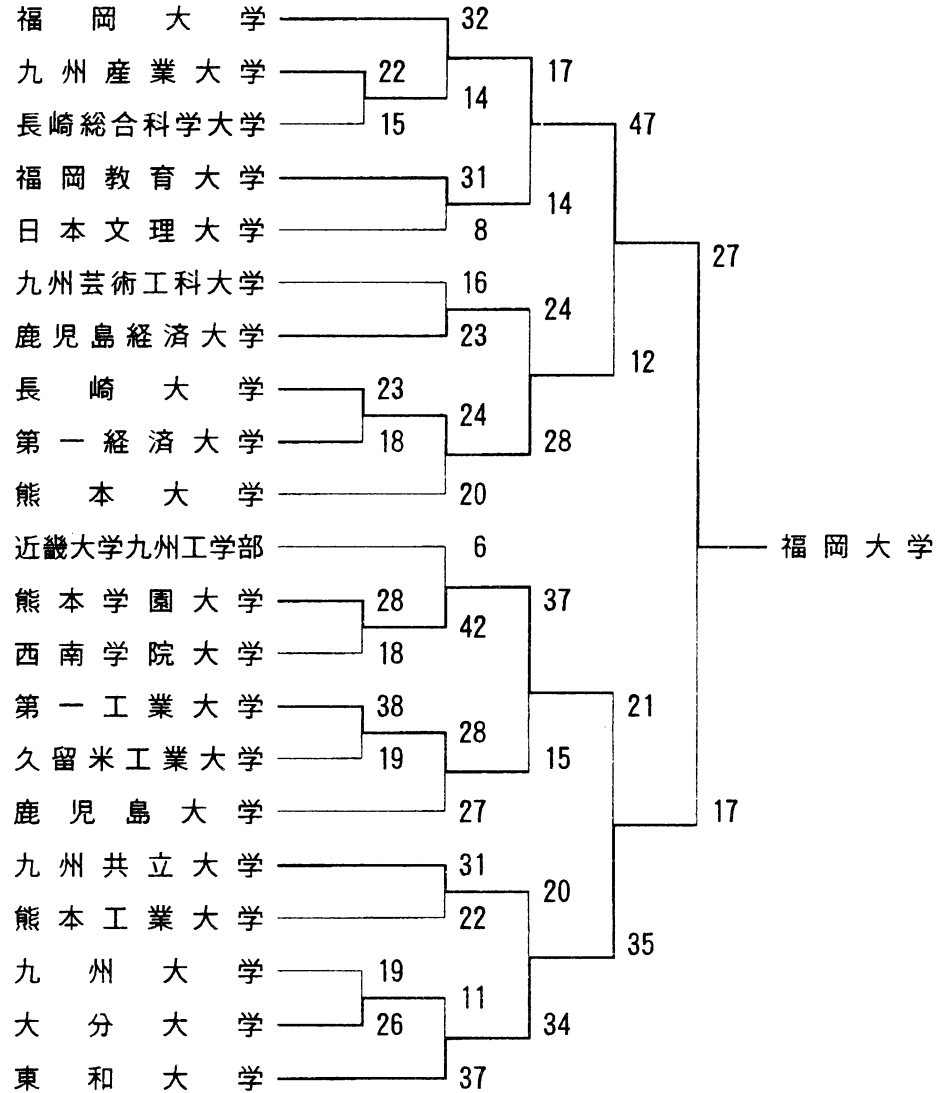 福岡大学 32
17
九州産業大学 22
14
長崎総合科学大学 15
47
福岡教育大学 31
14
日本文理大学 8
27
九州芸術工科大学 16
24
鹿児島経済大学 23
12
長崎大学 23
24
第一経済大学 18
28
熊本大学 20
近畿大学九州工学部 6
福岡大学
熊本学園大学 28
37
42
西南学院大学 18
第一工業大学 38
21
28
久留米工業大学 19
15
鹿児島大学 27
17
九州共立大学 31
20
熊本工業大学 22
35
九州大学 19
11
大分大学 26
34
東和大学 37